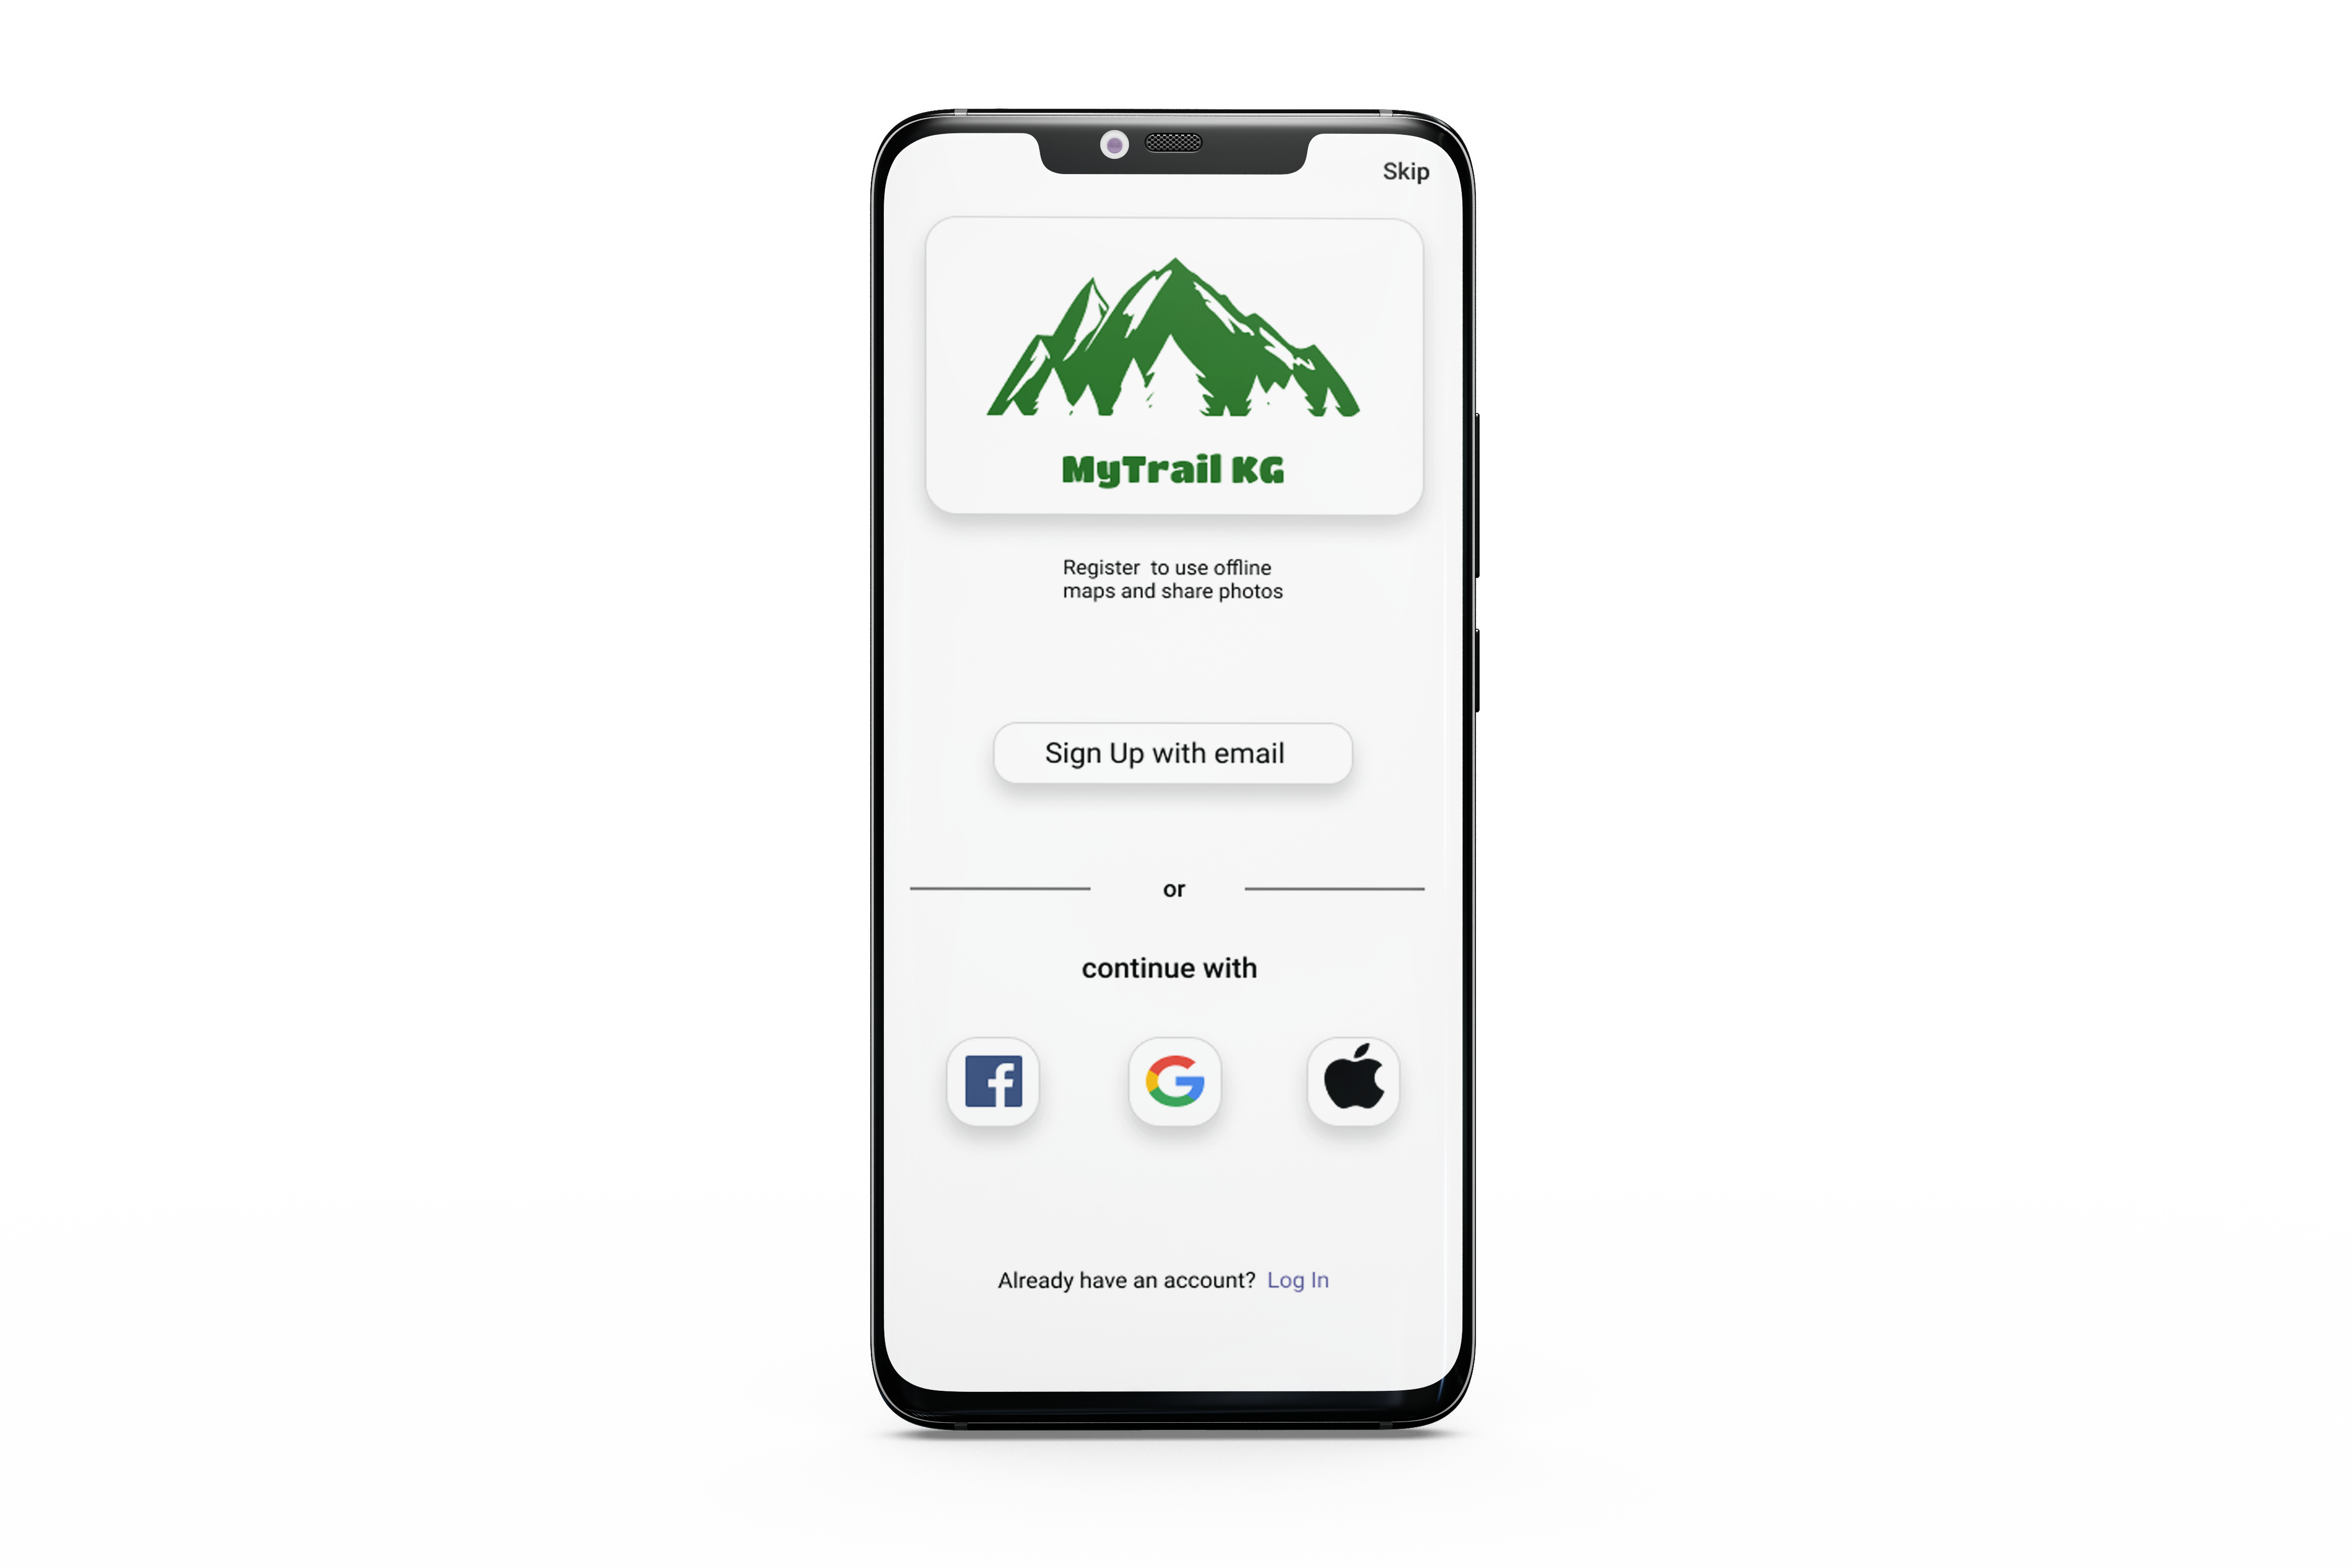 Skip
MyTrail KG
Register  to use offline
maps and share photos
Sign Up with email
or
continue with
Already have an account?  Log In